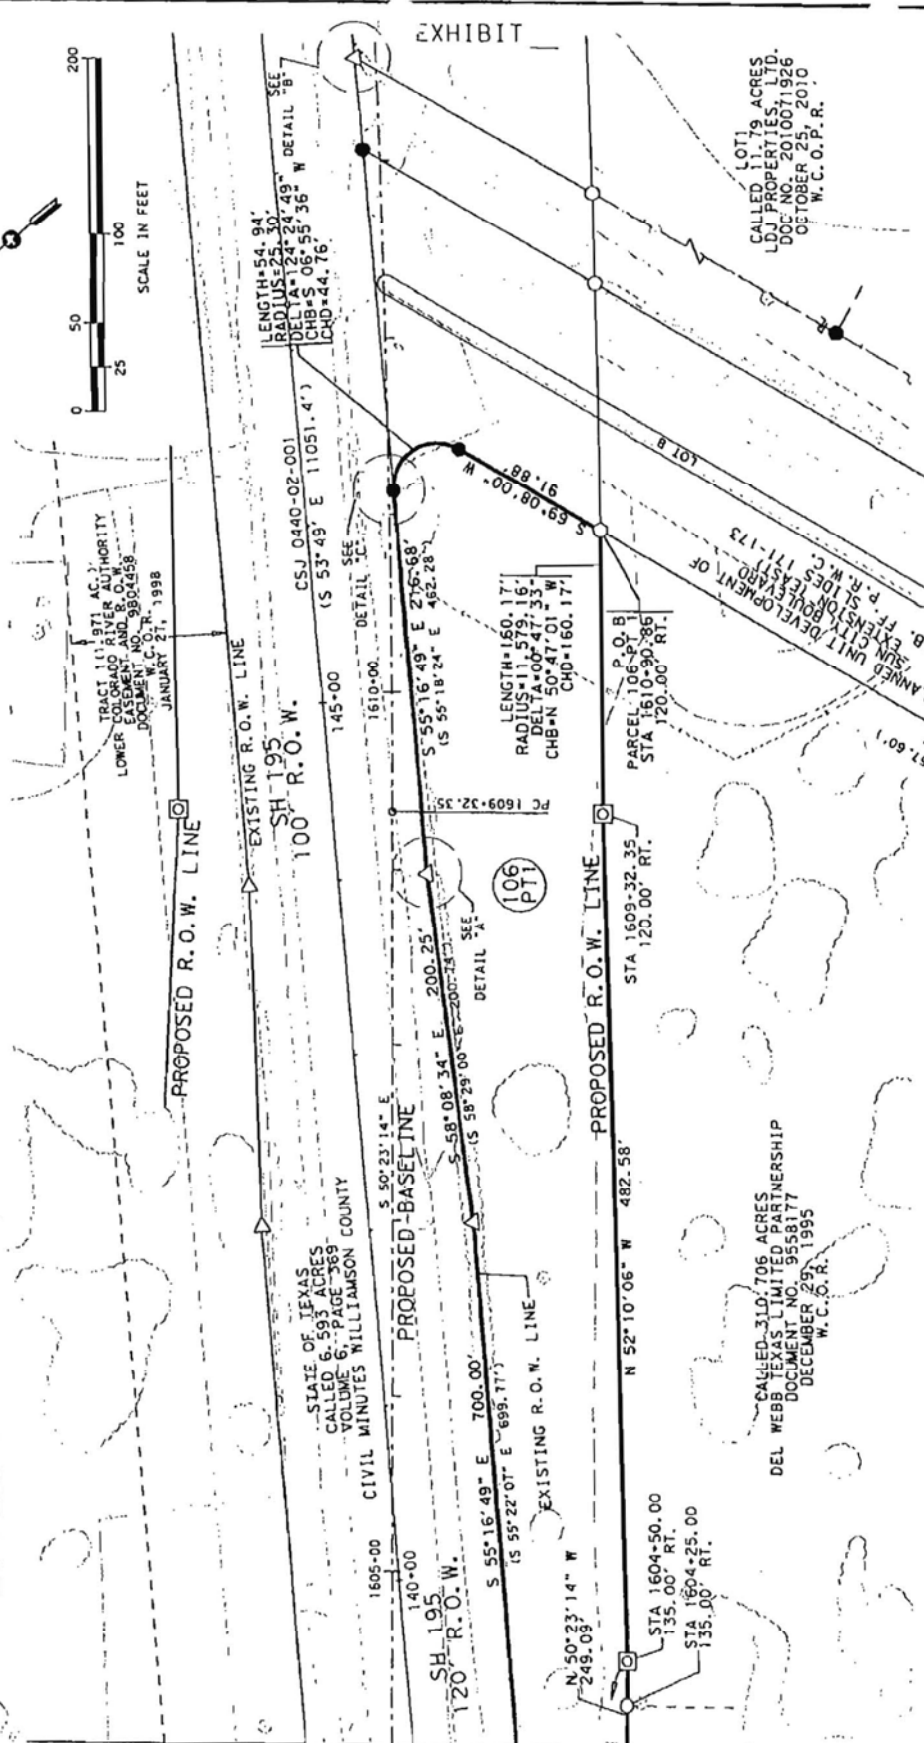 EXHIBIT __
200
100
50
25
0
SCALE IN FEET
LOT1
CALLED 11.79 ACRES
LDJ PROPERTIES, LTD.
DOC NO. 2010071926
OCTOBER 25, 2010
W.C.O.P.R.
LENGTH=54.94'
RADIUS=25.30'
DELTA=124°24'49"
CHB=S 06°55'36" W
CHD=44.76'
SEE
DETAIL "B"
CSJ 0440-02-001
(S 53°49' E 11051.4')
SEE
DETAIL "C"
TRACT 1(1.971 AC.)
LOWER COLORADO RIVER AUTHORITY
EASEMENT AND R.O.W.
DOCUMENT NO. 9804458
W.C.O.R.
JANUARY 27, 1998
EXISTING R.O.W. LINE
SH 195
100' R.O.W.
145+00
1610+00
S 55°16'49" E 216.68'
(S 55°18'24" E 462.28')
S 69°08'00" W
91.88'
LOT B
P.R.W.C.
SLIDES 171-173
EXTENSION (EAST)
SUN CITY BOULEVARD
UNIT DEVELOPMENT OF
LENGTH=160.17'
RADIUS=11,579.16'
DELTA=00°47'33"
CHB=N 50°47'01" W
CHD=160.17'
P.O.B.
PARCEL 106-PT1
STA 1610+90.86
120.00' RT.
PC 1609+32.35
PROPOSED R.O.W. LINE
106
PT1
SEE
DETAIL "A"
STA 1609+32.35
120.00' RT.
PROPOSED R.O.W. LINE
S 58°08'34" E 200.25'
(S 58°29'00" E 200.24')
S 50°23'14" E
PROPOSED BASELINE
STATE OF TEXAS
CALLED 6.593 ACRES
VOLUME 6, PAGE 369
CIVIL MINUTES WILLIAMSON COUNTY
N 52°10'06" W 482.58'
CALLED 310.706 ACRES
DEL WEBB TEXAS LIMITED PARTNERSHIP
DOCUMENT NO. 9558177
DECEMBER 29, 1995
W.C.O.R.
S 55°16'49" E 700.00'
(S 55°22'07" E 699.77')
EXISTING R.O.W. LINE
1605+00
140+00
SH 195
120' R.O.W.
N 50°23'14" W
249.09'
STA 1604+50.00
135.00' RT.
STA 1604+25.00
135.00' RT.